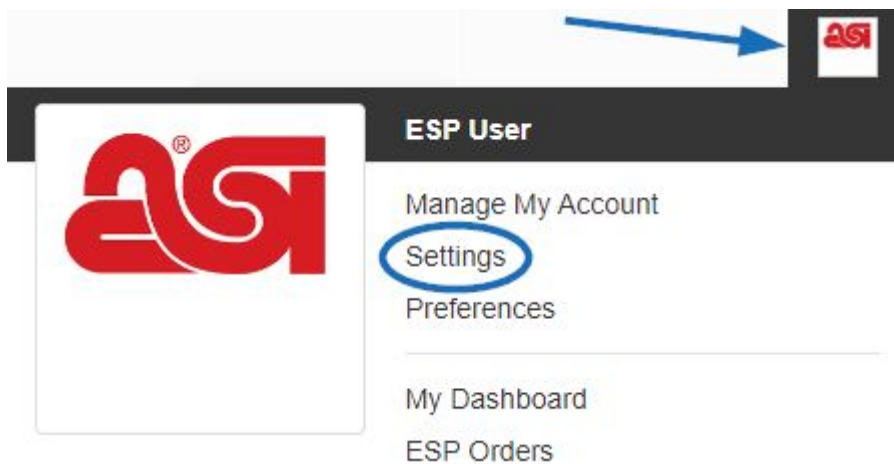 asi
ESP User
asi®
Manage My Account
Settings
Preferences
My Dashboard
ESP Orders